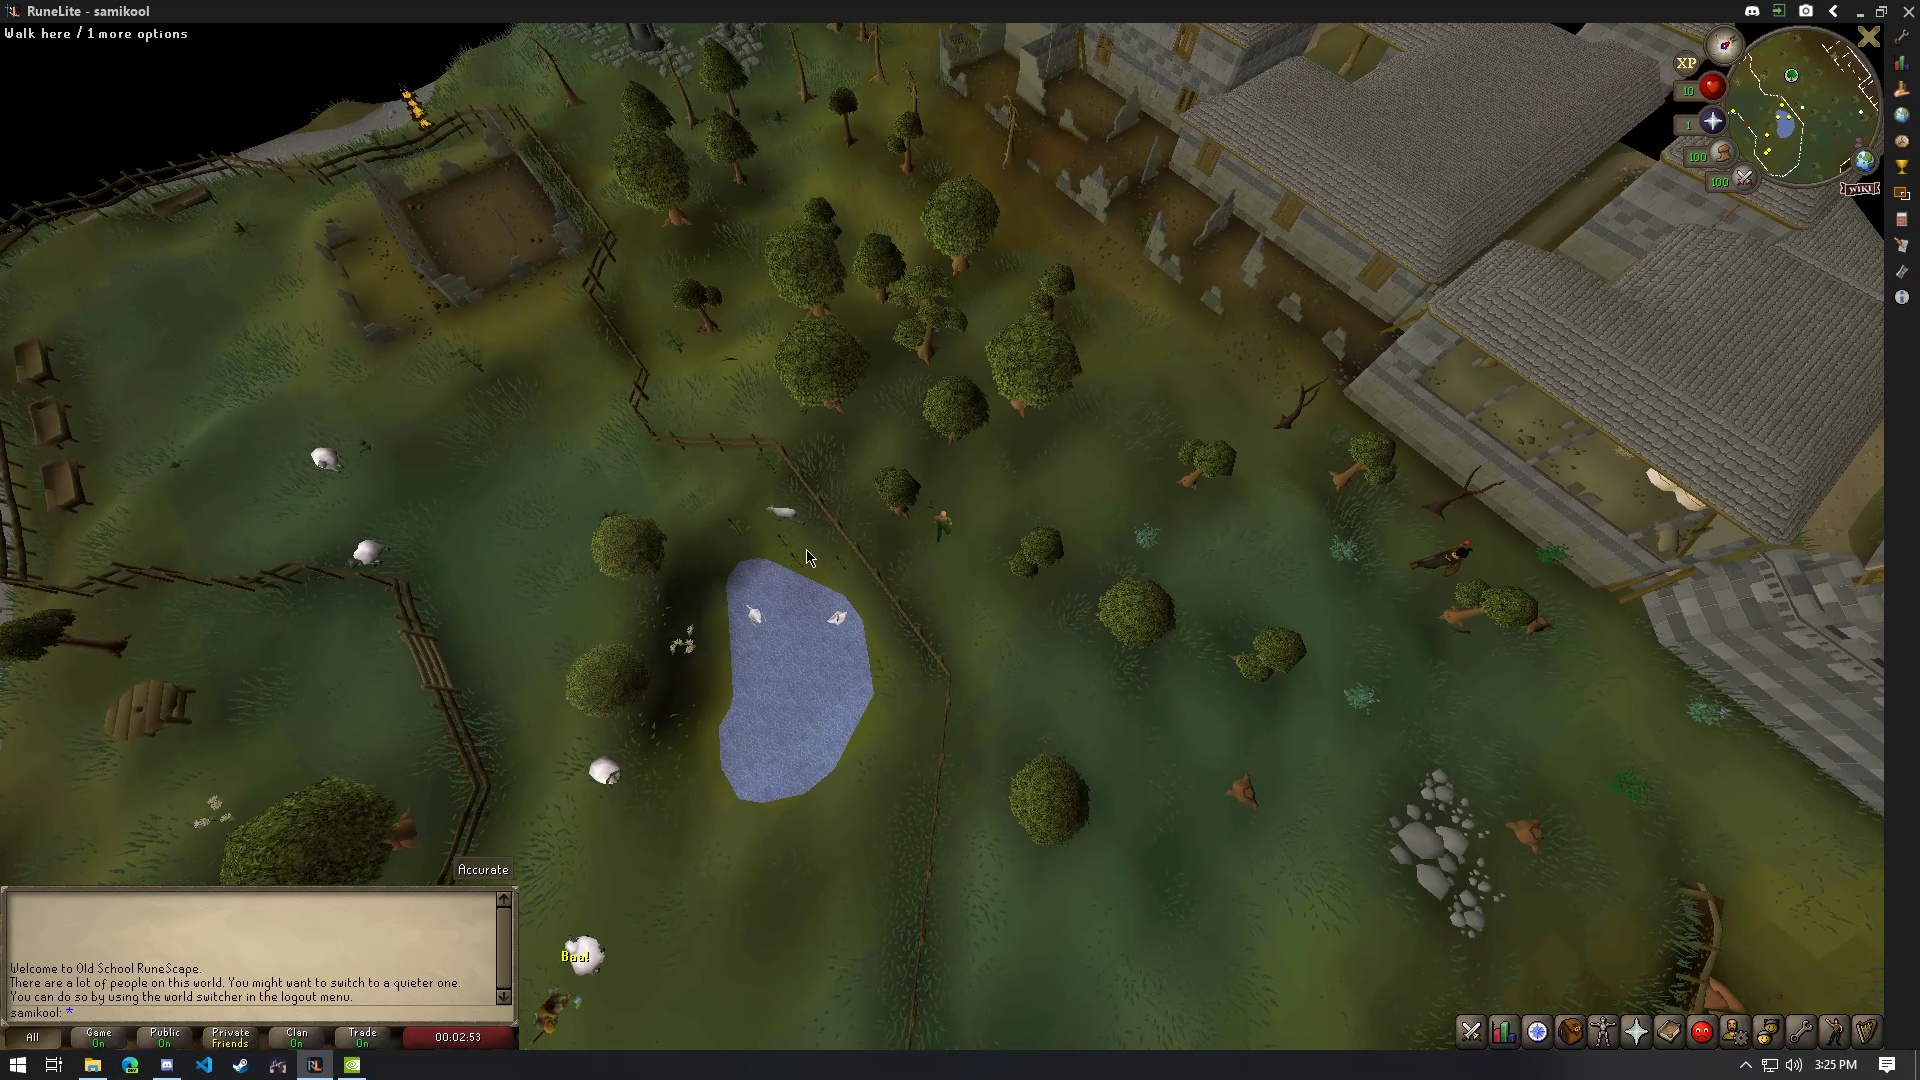 RuneLite - samikool
Walk here / 1 more options
XP
10
1
100
100
WIKI
Accurate
Baa!
Welcome to Old School RuneScape.
There are a lot of people on this world. You might want to switch to a quieter one.
You can do so by using the world switcher in the logout menu.
samikool: *
All
Game
On
Public
On
Private
Friends
Clan
On
Trade
On
00:02:53
3:25 PM